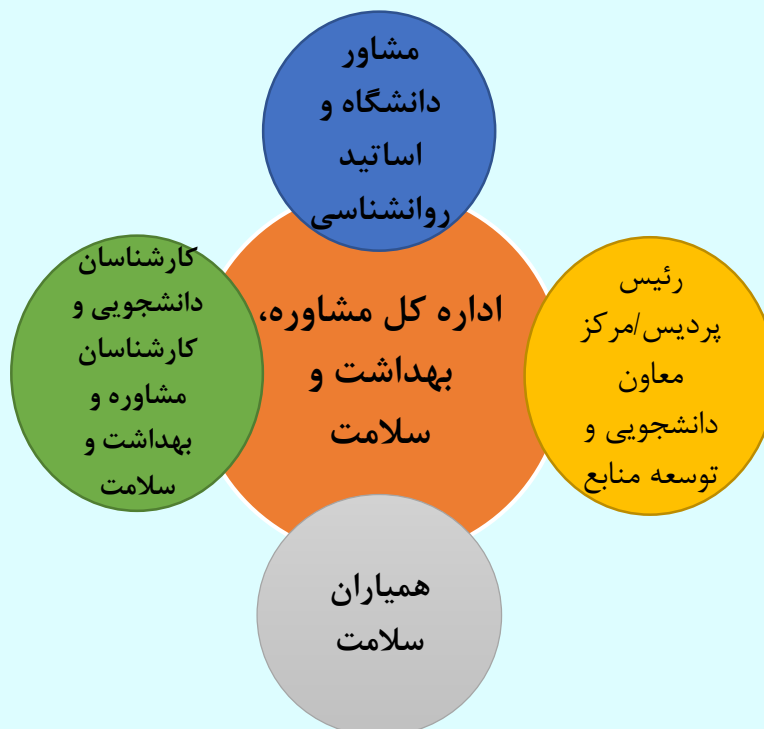 مشاور
دانشگاه و
اساتید
روانشناسی
رئیس
پردیس/مرکز
معاون
دانشجویی و
توسعه منابع
اداره کل مشاوره،
بهداشت و
سلامت
کارشناسان
دانشجویی و
کارشناسان
مشاوره و
بهداشت و
سلامت
همیاران
سلامت